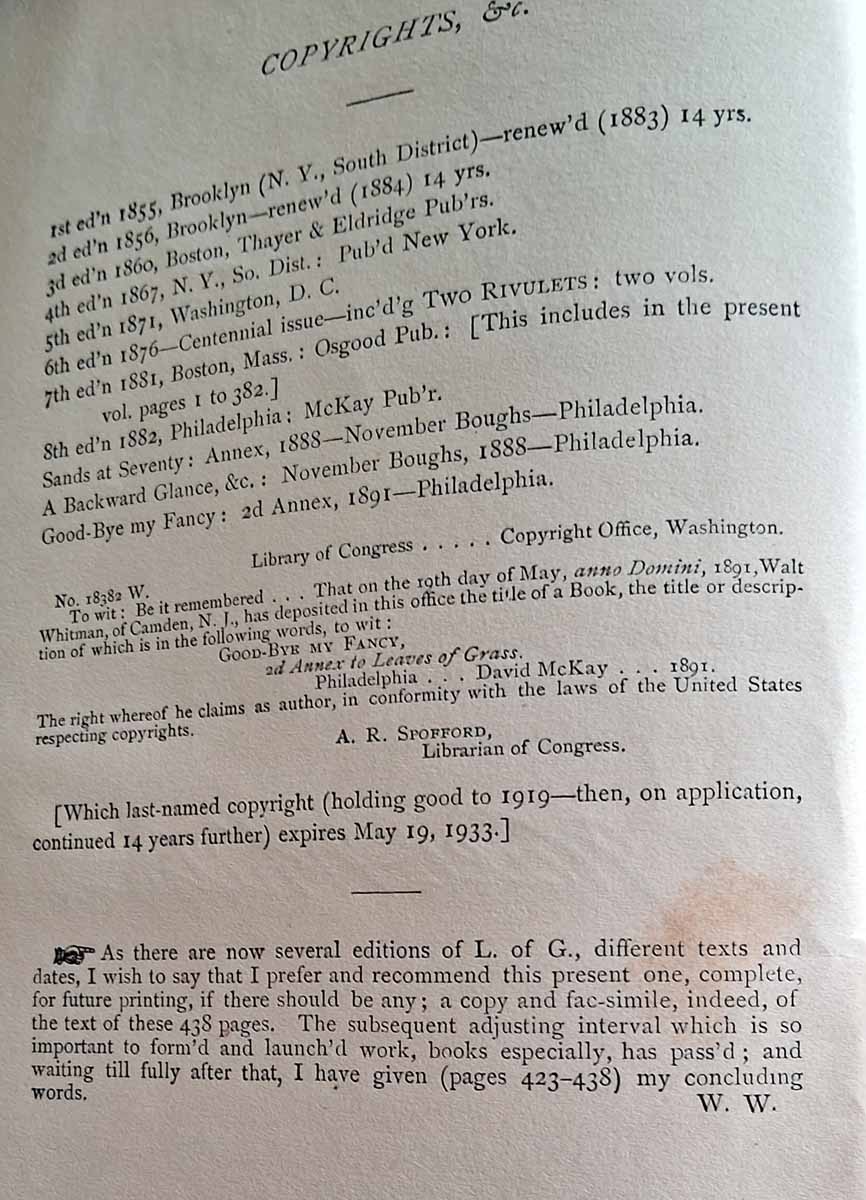 COPYRIGHTS, &c.
1st ed'n 1855, Brooklyn (N. Y., South District)—renew'd (1883) 14 yrs.
2d ed'n 1856, Brooklyn—renew'd (1884) 14 yrs.
3d ed'n 1860, Boston, Thayer & Eldridge Pub'rs.
4th ed'n 1867, N. Y., So. Dist.: Pub'd New York.
5th ed'n 1871, Washington, D. C.
6th ed'n 1876—Centennial issue—inc'd'g TWO RIVULETS: two vols.
7th ed'n 1881, Boston, Mass.: Osgood Pub.: [This includes in the present
vol. pages 1 to 382.]
8th ed'n 1882, Philadelphia: McKay Pub'r.
Sands at Seventy: Annex, 1888—November Boughs—Philadelphia.
A Backward Glance, &c.: November Boughs, 1888—Philadelphia.
Good-Bye my Fancy: 2d Annex, 1891—Philadelphia.
Library of Congress . . . . . Copyright Office, Washington.
No. 18382 W.
To wit: Be it remembered . . . That on the 19th day of May, anno Domini, 1891, Walt
Whitman, of Camden, N. J., has deposited in this office the title of a Book, the title or descrip-
tion of which is in the following words, to wit:
GOOD-BYE MY FANCY,
2d Annex to Leaves of Grass.
Philadelphia . . . David McKay . . . 1891.
The right whereof he claims as author, in conformity with the laws of the United States
respecting copyrights.
A. R. SPOFFORD,
Librarian of Congress.
[Which last-named copyright (holding good to 1919—then, on application,
continued 14 years further) expires May 19, 1933.]
☞ As there are now several editions of L. of G., different texts and
dates, I wish to say that I prefer and recommend this present one, complete,
for future printing, if there should be any; a copy and fac-simile, indeed, of
the text of these 438 pages. The subsequent adjusting interval which is so
important to form'd and launch'd work, books especially, has pass'd; and
waiting till fully after that, I have given (pages 423–438) my concluding
words.
W. W.